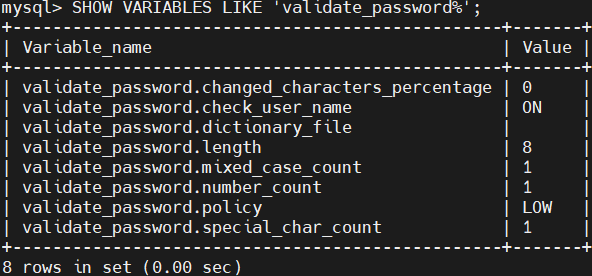 mysql> SHOW VARIABLES LIKE 'validate_password%';
+-------------------------------------------------+-------+
| Variable_name                                   | Value |
+-------------------------------------------------+-------+
| validate_password.changed_characters_percentage | 0     |
| validate_password.check_user_name               | ON    |
| validate_password.dictionary_file               |       |
| validate_password.length                        | 8     |
| validate_password.mixed_case_count              | 1     |
| validate_password.number_count                  | 1     |
| validate_password.policy                        | LOW   |
| validate_password.special_char_count            | 1     |
+-------------------------------------------------+-------+
8 rows in set (0.00 sec)